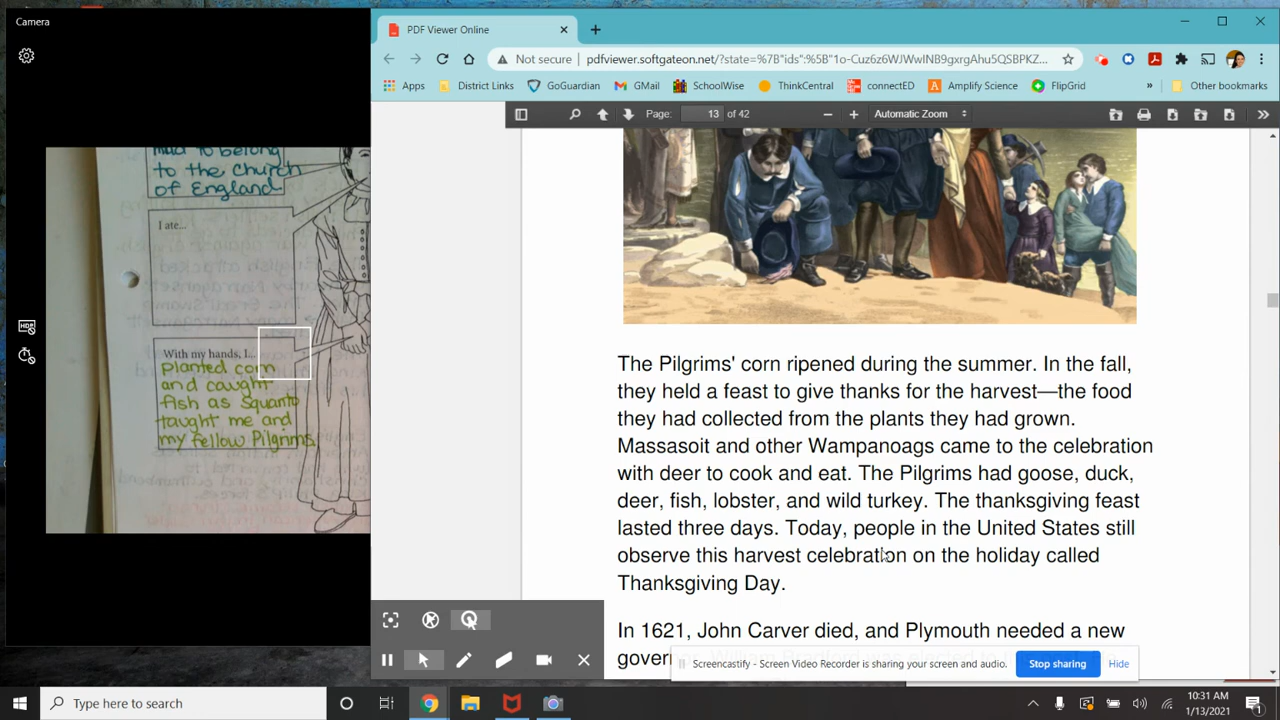 Camera
PDF Viewer Online
Not secure
pdfviewer.softgateon.net/?state=%7B"ids"%5B"1o-Cuz6z6WJWwINB9gxrgAhu5QSBPKZ...
Apps
District Links
GoGuardian
GMail
SchoolWise
ThinkCentral
connectED
Amplify Science
FlipGrid
»
Other bookmarks
Page: 13 of 42
Automatic Zoom
to belong
to the church
of England
I ate...
With my hands, I...
Planted corn
and caught
fish as Squanto
taught me and
my fellow Pilgrims.
The Pilgrims' corn ripened during the summer. In the fall,
they held a feast to give thanks for the harvest—the food
they had collected from the plants they had grown.
Massasoit and other Wampanoags came to the celebration
with deer to cook and eat. The Pilgrims had goose, duck,
deer, fish, lobster, and wild turkey. The thanksgiving feast
lasted three days. Today, people in the United States still
observe this harvest celebration on the holiday called
Thanksgiving Day.
In 1621, John Carver died, and Plymouth needed a new
Screencastify - Screen Video Recorder is sharing your screen and audio.
Stop sharing
Hide
Type here to search
10:31 AM
1/13/2021
1